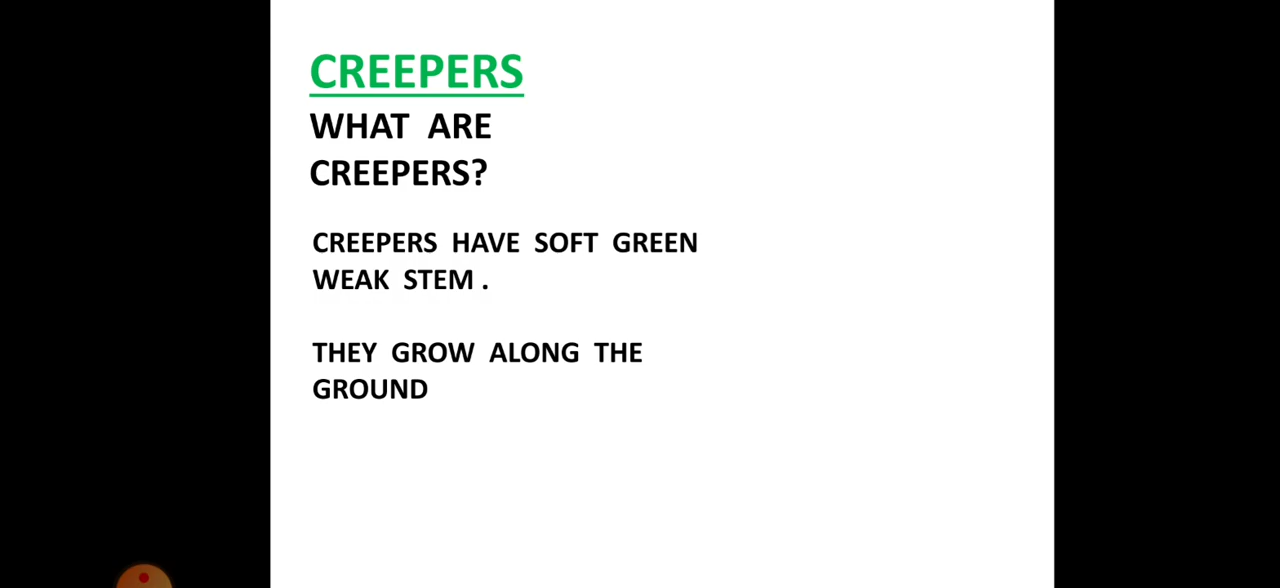 CREEPERS
WHAT ARE
CREEPERS?
CREEPERS HAVE SOFT GREEN
WEAK STEM .
THEY GROW ALONG THE
GROUND